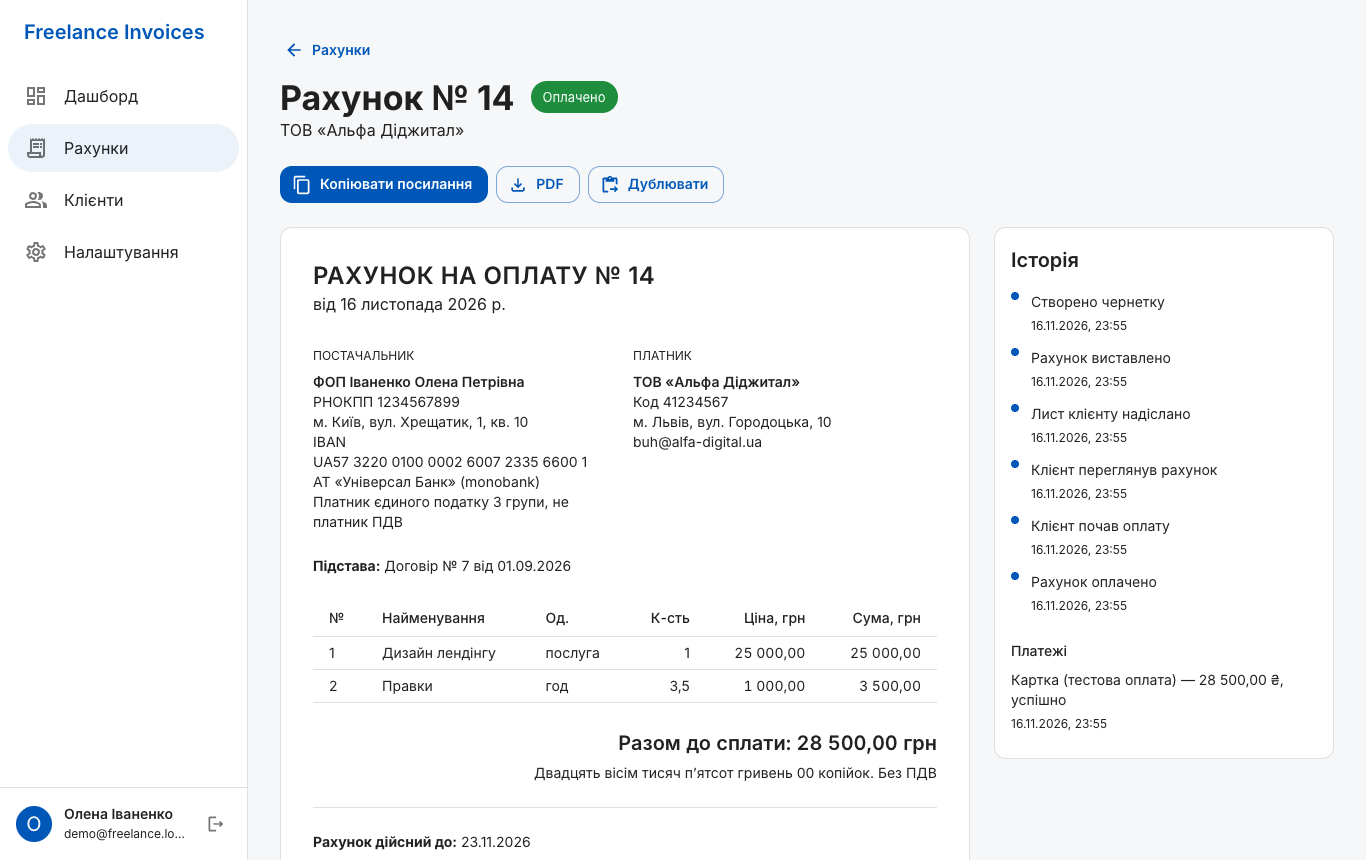 Freelance Invoices
Дашборд
Рахунки
Клієнти
Налаштування
О
Олена Іваненко
demo@freelance.lo...
Рахунки
Рахунок № 14
Оплачено
ТОВ «Альфа Діджитал»
Копіювати посилання
PDF
Дублювати
РАХУНОК НА ОПЛАТУ № 14
від 16 листопада 2026 р.
ПОСТАЧАЛЬНИК
ФОП Іваненко Олена Петрівна
РНОКПП 1234567899
м. Київ, вул. Хрещатик, 1, кв. 10
IBAN
UA57 3220 0100 0002 6007 2335 6600 1
АТ «Універсал Банк» (monobank)
Платник єдиного податку 3 групи, не
платник ПДВ
ПЛАТНИК
ТОВ «Альфа Діджитал»
Код 41234567
м. Львів, вул. Городоцька, 10
buh@alfa-digital.ua
Підстава: Договір № 7 від 01.09.2026
№ Найменування Од. К-сть Ціна, грн Сума, грн
1 Дизайн лендінгу послуга 1 25 000,00 25 000,00
2 Правки год 3,5 1 000,00 3 500,00
Разом до сплати: 28 500,00 грн
Двадцять вісім тисяч п’ятсот гривень 00 копійок. Без ПДВ
Рахунок дійсний до: 23.11.2026
Історія
Створено чернетку
16.11.2026, 23:55
Рахунок виставлено
16.11.2026, 23:55
Лист клієнту надіслано
16.11.2026, 23:55
Клієнт переглянув рахунок
16.11.2026, 23:55
Клієнт почав оплату
16.11.2026, 23:55
Рахунок оплачено
16.11.2026, 23:55
Платежі
Картка (тестова оплата) — 28 500,00 ₴,
успішно
16.11.2026, 23:55